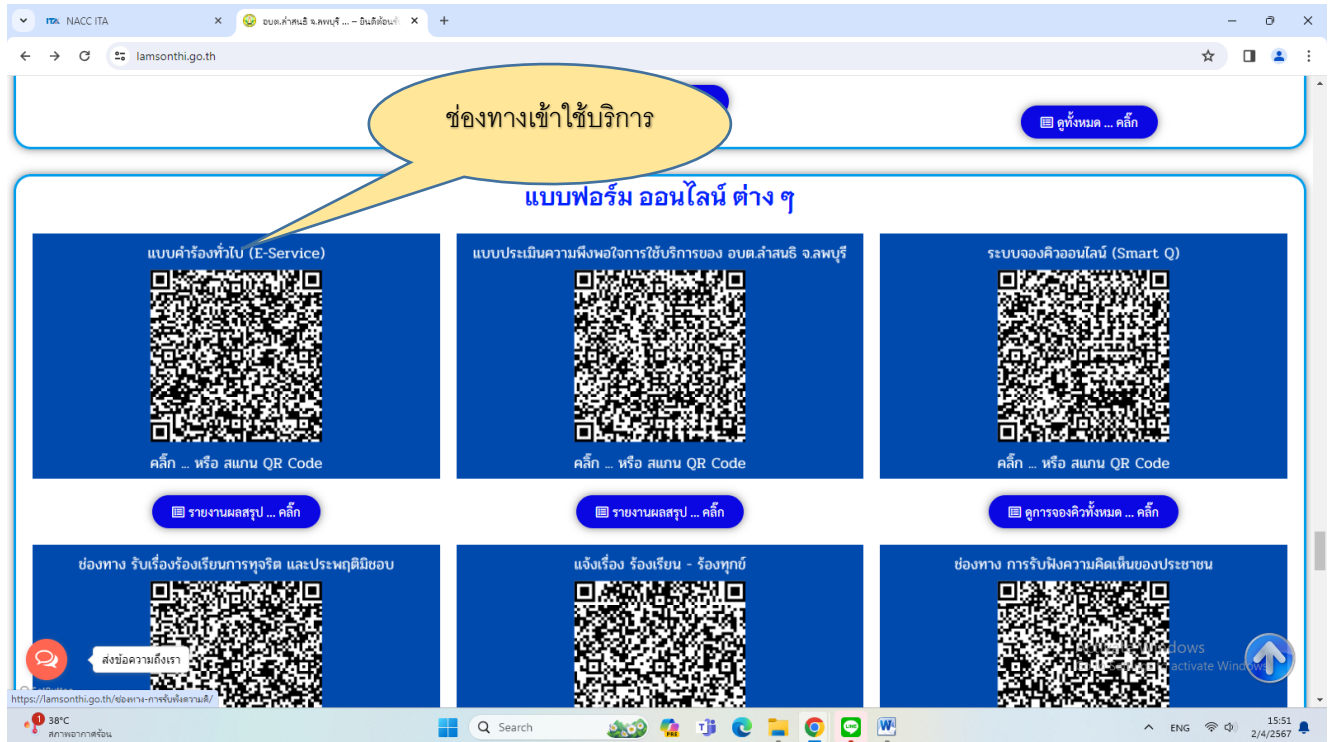 NACC ITA
อบต.ลำสนธิ จ.ลพบุรี ... – ยินดีต้อนรั
lamsonthi.go.th
ช่องทางเข้าใช้บริการ
ดูทั้งหมด ... คลิ๊ก
แบบฟอร์ม ออนไลน์ ต่าง ๆ
แบบคำร้องทั่วไป (E-Service)
แบบประเมินความพึงพอใจการใช้บริการของ อบต.ลำสนธิ จ.ลพบุรี
ระบบจองคิวออนไลน์ (Smart Q)
คลิ๊ก ... หรือ สแกน QR Code
คลิ๊ก ... หรือ สแกน QR Code
คลิ๊ก ... หรือ สแกน QR Code
รายงานผลสรุป ... คลิ๊ก
รายงานผลสรุป ... คลิ๊ก
ดูการจองคิวทั้งหมด ... คลิ๊ก
ช่องทาง รับเรื่องร้องเรียนการทุจริต และประพฤติมิชอบ
แจ้งเรื่อง ร้องเรียน - ร้องทุกข์
ช่องทาง การรับฟังความคิดเห็นของประชาชน
ส่งข้อความถึงเรา
activate Windows
https://lamsonthi.go.th/ช่องทาง-การรับฟังความคิ/
1
38°C
สภาพอากาศร้อน
Search
PRE
ENG
15:51
2/4/2567